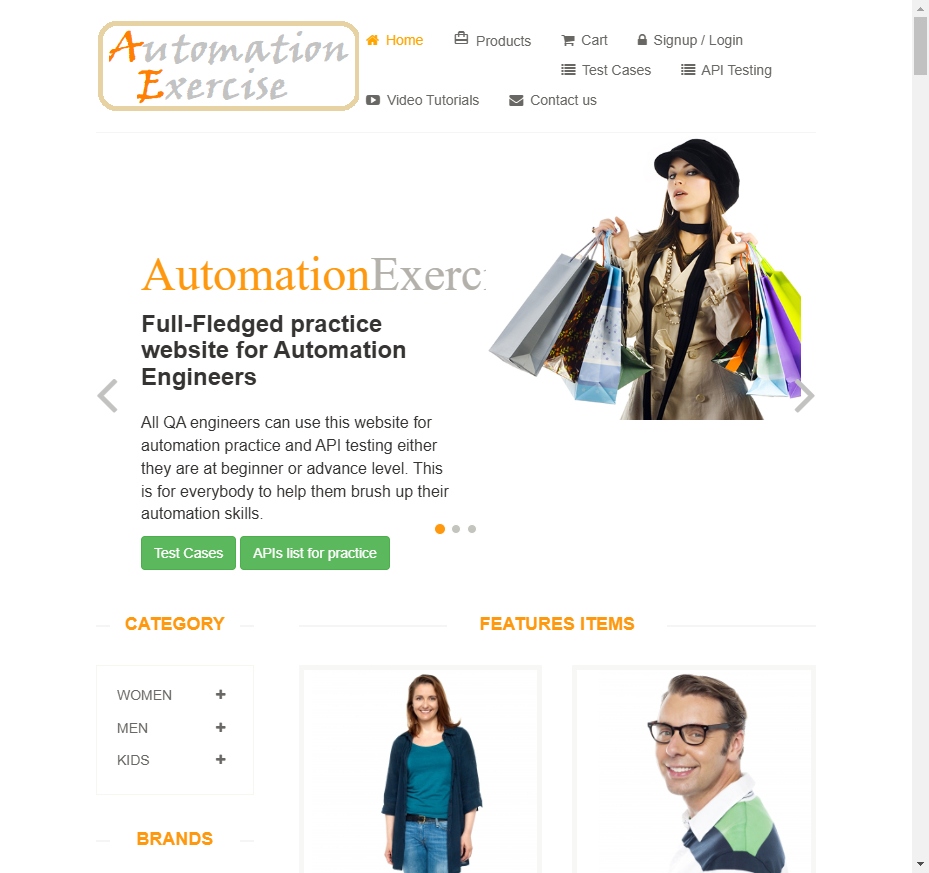 Automation
Exercise
Home
Products
Cart
Signup / Login
Test Cases
API Testing
Video Tutorials
Contact us
AutomationExerc
Full-Fledged practice
website for Automation
Engineers
All QA engineers can use this website for
automation practice and API testing either
they are at beginner or advance level. This
is for everybody to help them brush up their
automation skills.
Test Cases
APIs list for practice
CATEGORY
WOMEN
MEN
KIDS
BRANDS
FEATURES ITEMS